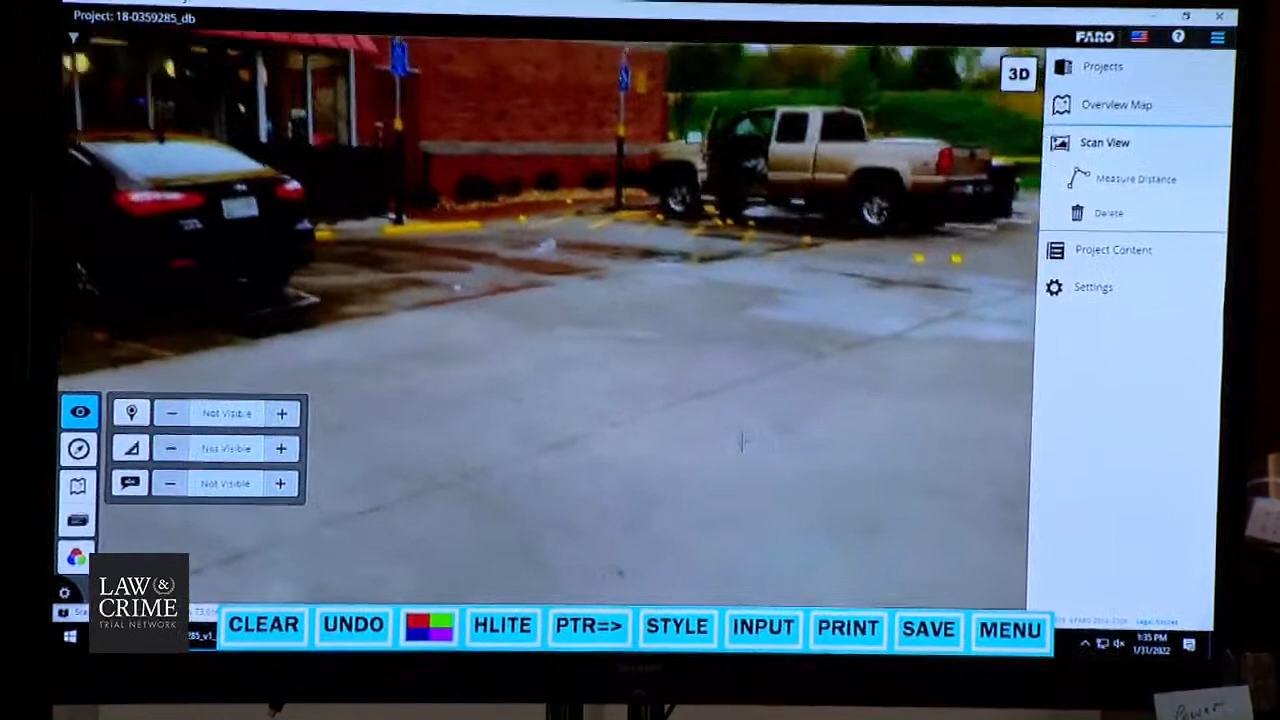 Project: 18-0359285_db
FARO
3D
Projects
Overview Map
Scan View
Measure Distance
Delete
Project Content
Settings
Not Visible
Not Visible
Not Visible
LAW &
CRIME
TRIAL NETWORK
CLEAR
UNDO
HLITE
PTR=>
STYLE
INPUT
PRINT
SAVE
MENU
1:35 PM
1/31/2022
Power